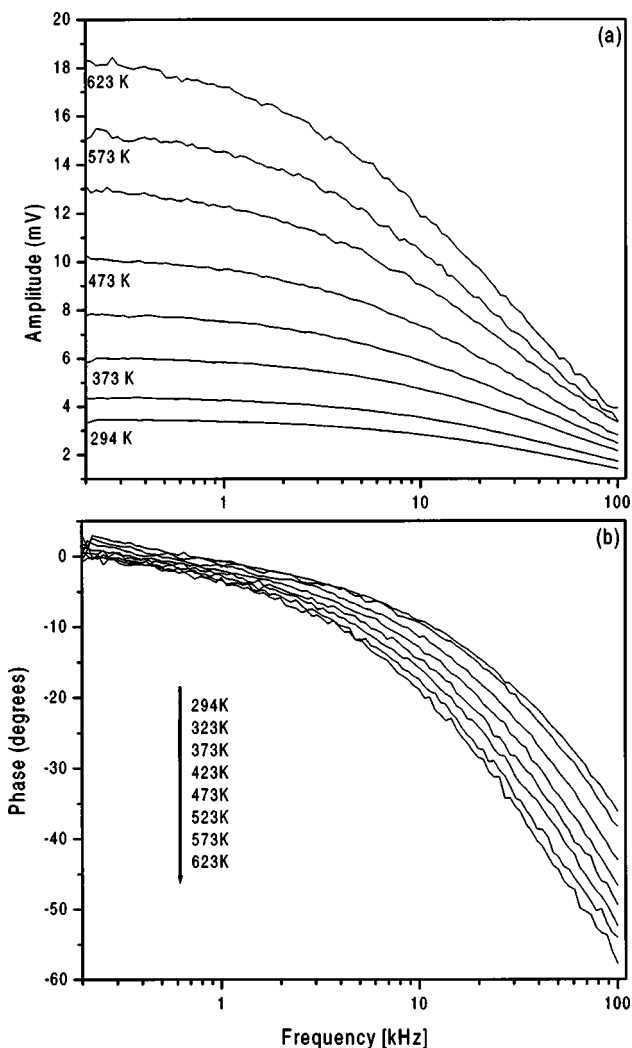 (a)
20
18
16
14
12
10
8
6
4
2
Amplitude (mV)
623 K
573 K
473 K
373 K
294 K
1
10
100
(b)
0
-10
-20
-30
-40
-50
-60
Phase (degrees)
294K
323K
373K
423K
473K
523K
573K
623K
1
10
100
Frequency [kHz]